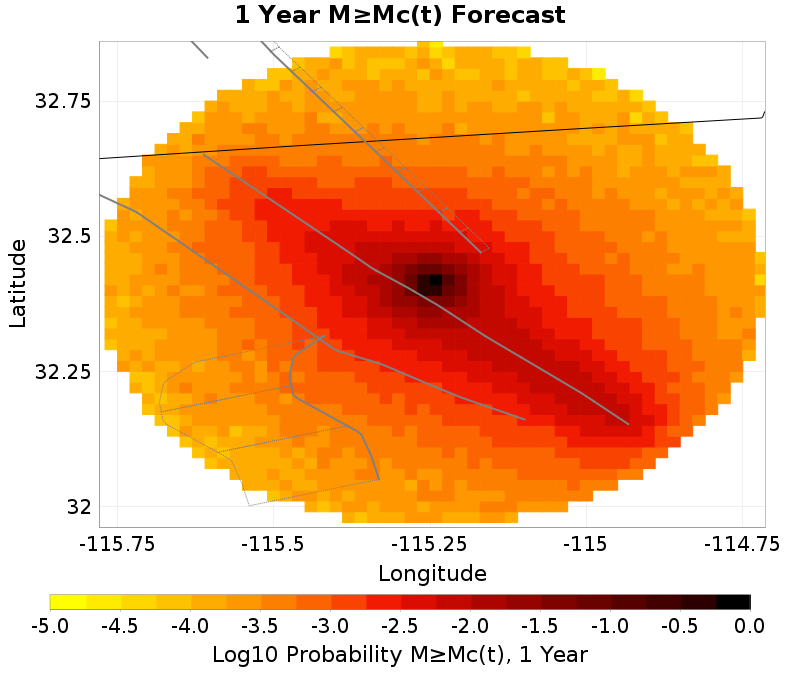 1 Year M≥Mc(t) Forecast
32.75
32.5
32.25
32
Latitude
-115.75 -115.5 -115.25 -115 -114.75
Longitude
-5.0 -4.5 -4.0 -3.5 -3.0 -2.5 -2.0 -1.5 -1.0 -0.5 0.0
Log10 Probability M≥Mc(t), 1 Year